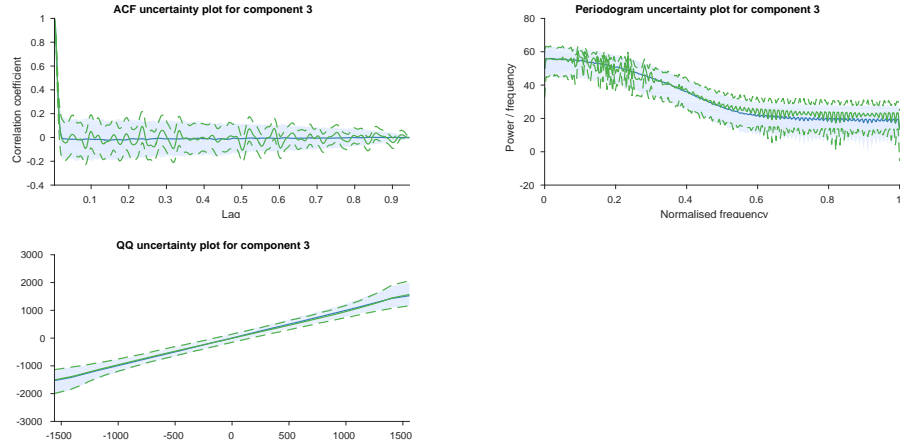 ACF uncertainty plot for component 3
Correlation coefficient
1
0.8
0.6
0.4
0.2
0
-0.2
-0.4
0.1 0.2 0.3 0.4 0.5 0.6 0.7 0.8 0.9
Lag
Periodogram uncertainty plot for component 3
Power / frequency
80
60
40
20
0
-20
0 0.2 0.4 0.6 0.8 1
Normalised frequency
QQ uncertainty plot for component 3
3000
2000
1000
0
-1000
-2000
-3000
-1500 -1000 -500 0 500 1000 1500